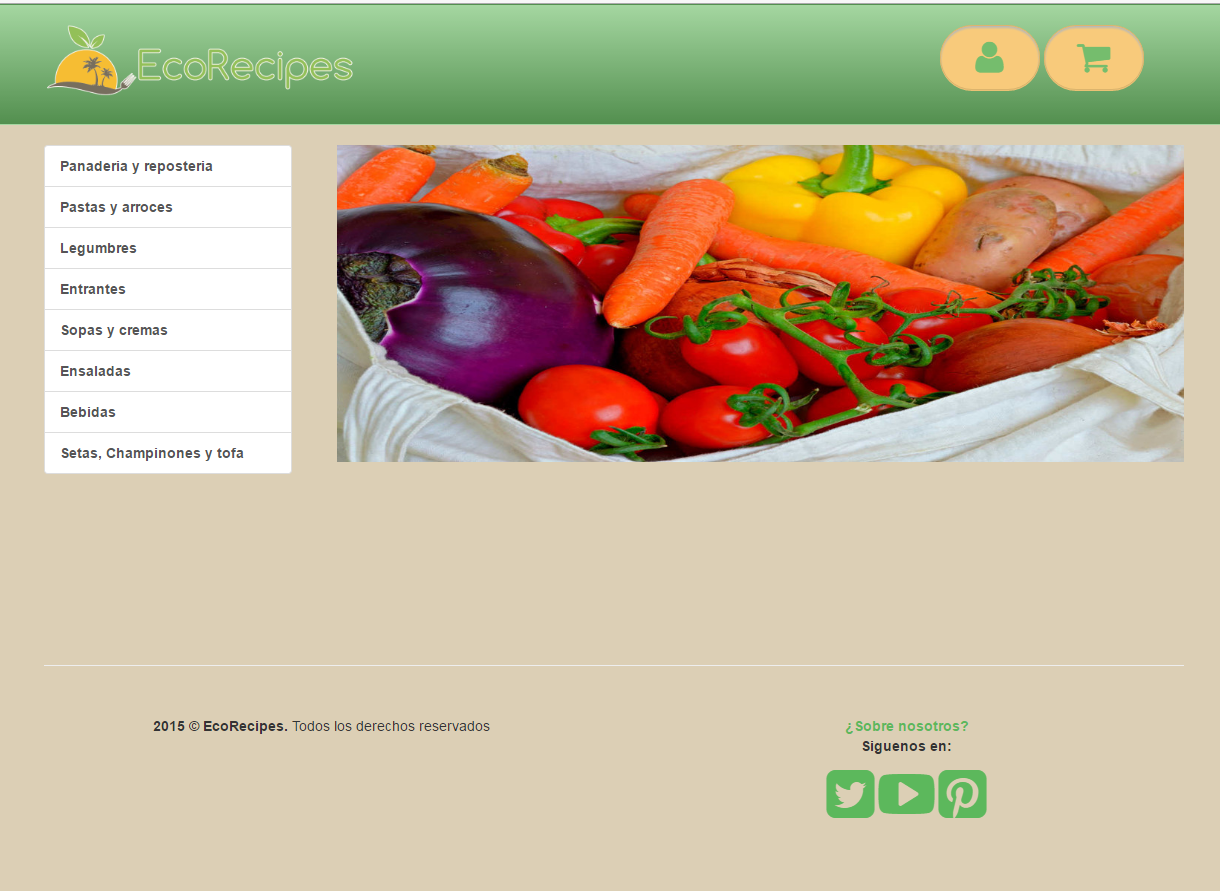 EcoRecipes
Panaderia y reposteria
Pastas y arroces
Legumbres
Entrantes
Sopas y cremas
Ensaladas
Bebidas
Setas, Champinones y tofa
2015 © EcoRecipes. Todos los derechos reservados
¿Sobre nosotros?
Siguenos en: